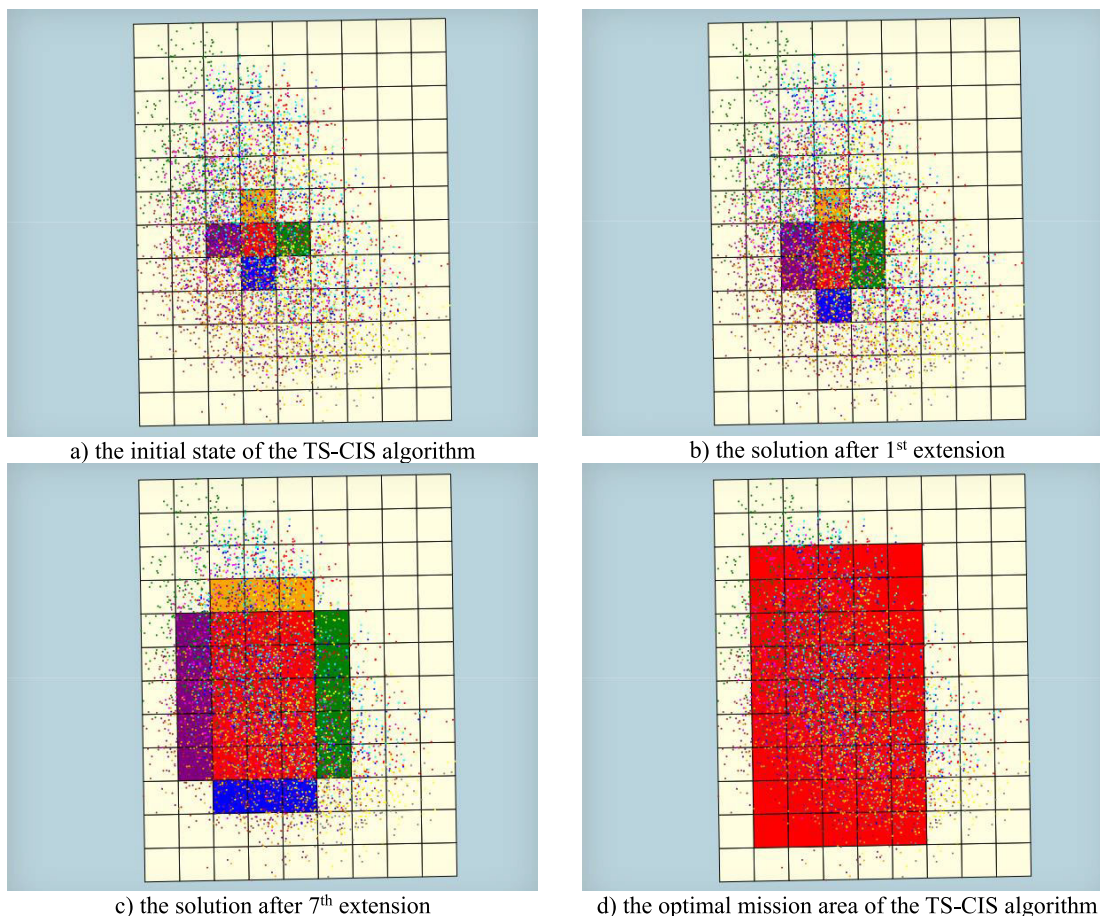 a) the initial state of the TS-CIS algorithm
b) the solution after 1st extension
c) the solution after 7th extension
d) the optimal mission area of the TS-CIS algorithm